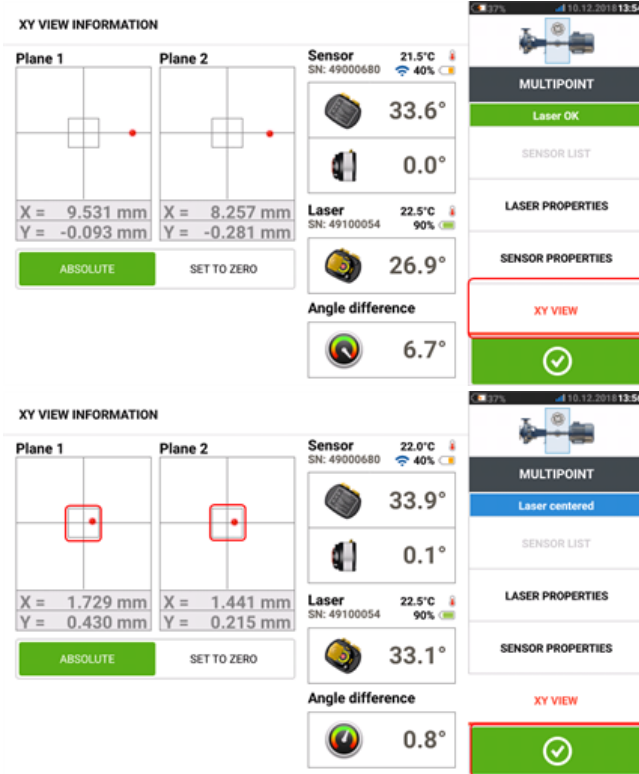 37% 10.12.2018 13:54
XY VIEW INFORMATION
Plane 1 Plane 2
X = 9.531 mm X = 8.257 mm
Y = -0.093 mm Y = -0.281 mm
ABSOLUTE SET TO ZERO
Sensor 21.5°C
SN: 49000680 40%
33.6°
0.0°
Laser 22.5°C
SN: 49100054 90%
26.9°
Angle difference
6.7°
MULTIPOINT
Laser OK
SENSOR LIST
LASER PROPERTIES
SENSOR PROPERTIES
XY VIEW
37% 10.12.2018
XY VIEW INFORMATION
Plane 1 Plane 2
X = 1.729 mm X = 1.441 mm
Y = 0.430 mm Y = 0.215 mm
ABSOLUTE SET TO ZERO
Sensor 22.0°C
SN: 49000680 40%
33.9°
0.1°
Laser 22.5°C
SN: 49100054 90%
33.1°
Angle difference
0.8°
MULTIPOINT
Laser centered
SENSOR LIST
LASER PROPERTIES
SENSOR PROPERTIES
XY VIEW